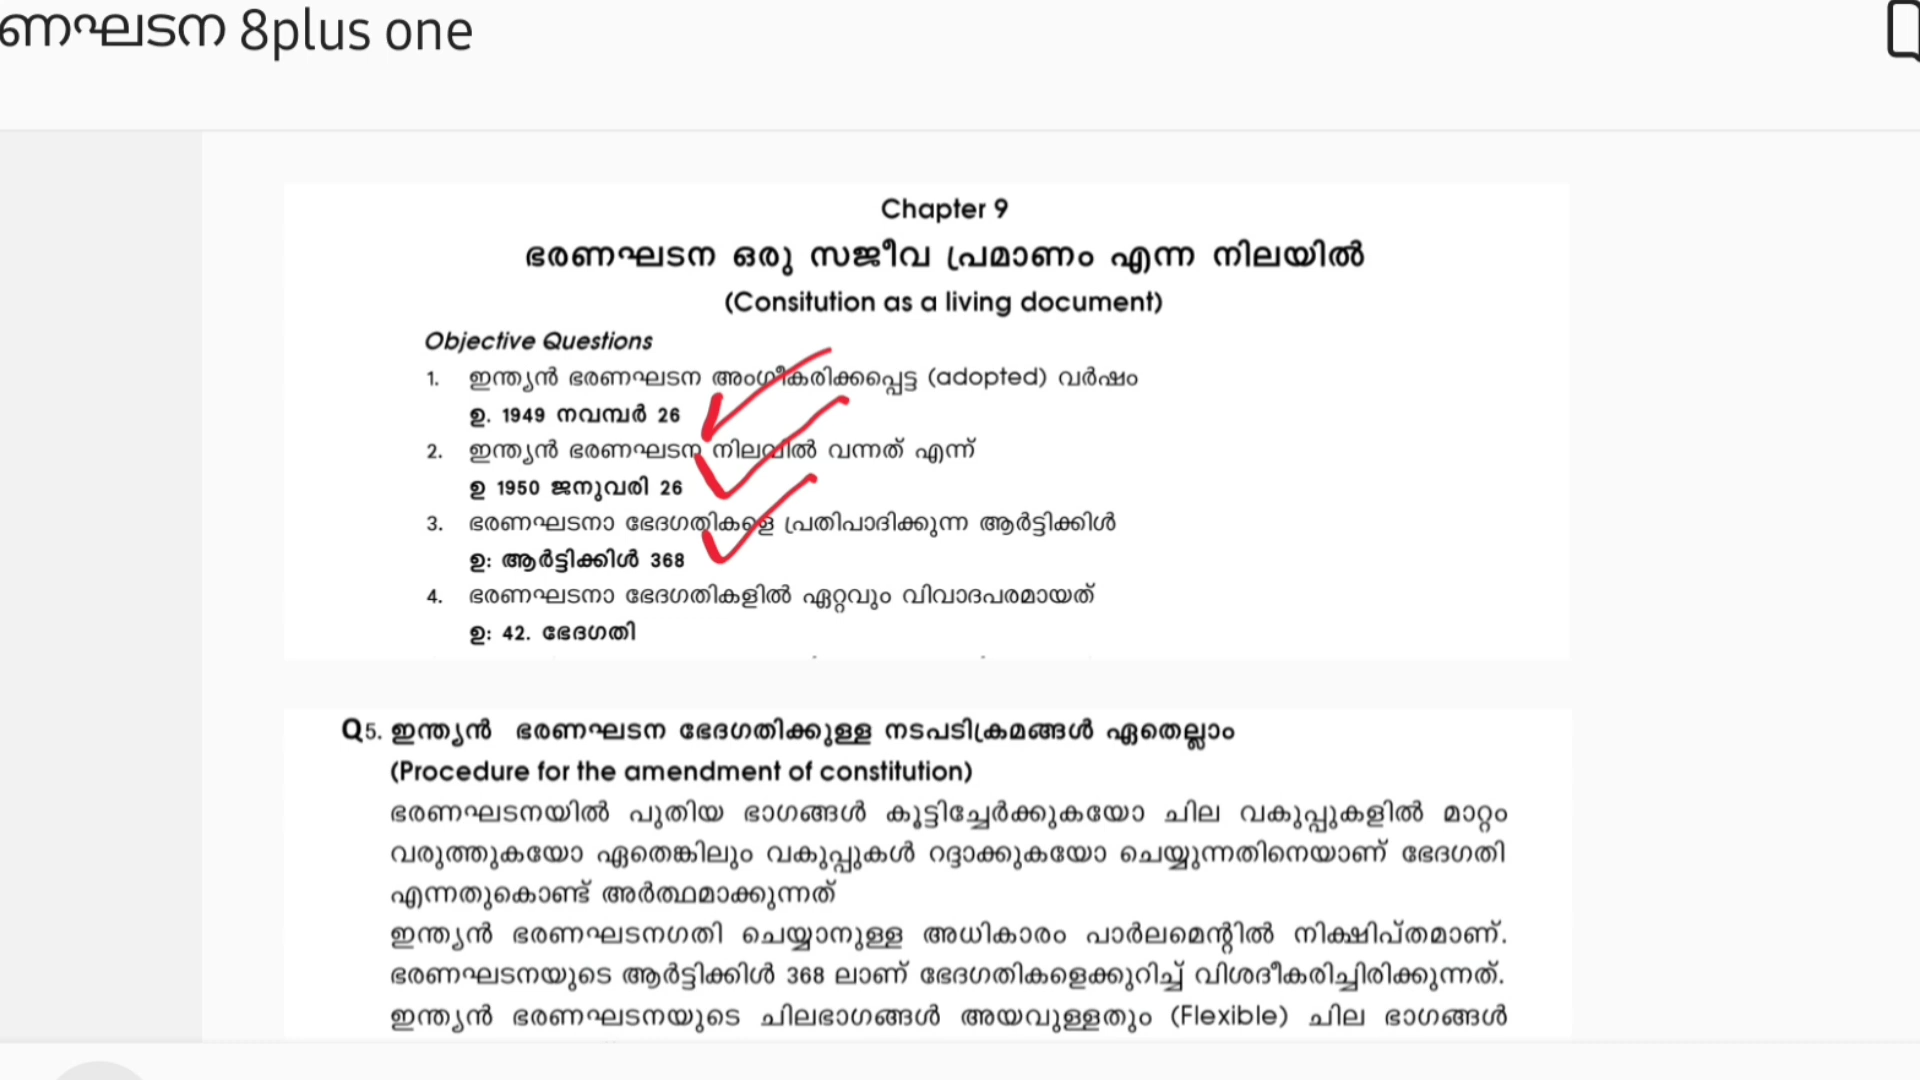 ണഘടന 8plus one
Chapter 9
ഭരണഘടന ഒരു സജീവ പ്രമാണം എന്ന നിലയിൽ
(Consitution as a living document)
Objective Questions
1. ഇന്ത്യൻ ഭരണഘടന അംഗീകരിക്കപ്പെട്ട (adopted) വർഷം
ഉ. 1949 നവമ്പർ 26
2. ഇന്ത്യൻ ഭരണഘടന നിലവിൽ വന്നത് എന്ന്
ഉ 1950 ജനുവരി 26
3. ഭരണഘടനാ ഭേദഗതികളെ പ്രതിപാദിക്കുന്ന ആർട്ടിക്കിൾ
ഉ: ആർട്ടിക്കിൾ 368
4. ഭരണഘടനാ ഭേദഗതികളിൽ ഏറ്റവും വിവാദപരമായത്
ഉ: 42. ഭേദഗതി
Q5. ഇന്ത്യൻ ഭരണഘടന ഭേദഗതിക്കുള്ള നടപടിക്രമങ്ങൾ ഏതെല്ലാം
(Procedure for the amendment of constitution)
ഭരണഘടനയിൽ പുതിയ ഭാഗങ്ങൾ കൂട്ടിച്ചേർക്കുകയോ ചില വകുപ്പുകളിൽ മാറ്റം
വരുത്തുകയോ ഏതെങ്കിലും വകുപ്പുകൾ റദ്ദാക്കുകയോ ചെയ്യുന്നതിനെയാണ് ഭേദഗതി
എന്നതുകൊണ്ട് അർത്ഥമാക്കുന്നത്
ഇന്ത്യൻ ഭരണഘടനഗതി ചെയ്യാനുള്ള അധികാരം പാർലമെന്റിൽ നിക്ഷിപ്തമാണ്.
ഭരണഘടനയുടെ ആർട്ടിക്കിൾ 368 ലാണ് ഭേദഗതികളെക്കുറിച്ച് വിശദീകരിച്ചിരിക്കുന്നത്.
ഇന്ത്യൻ ഭരണഘടനയുടെ ചിലഭാഗങ്ങൾ അയവുള്ളതും (Flexible) ചില ഭാഗങ്ങൾ